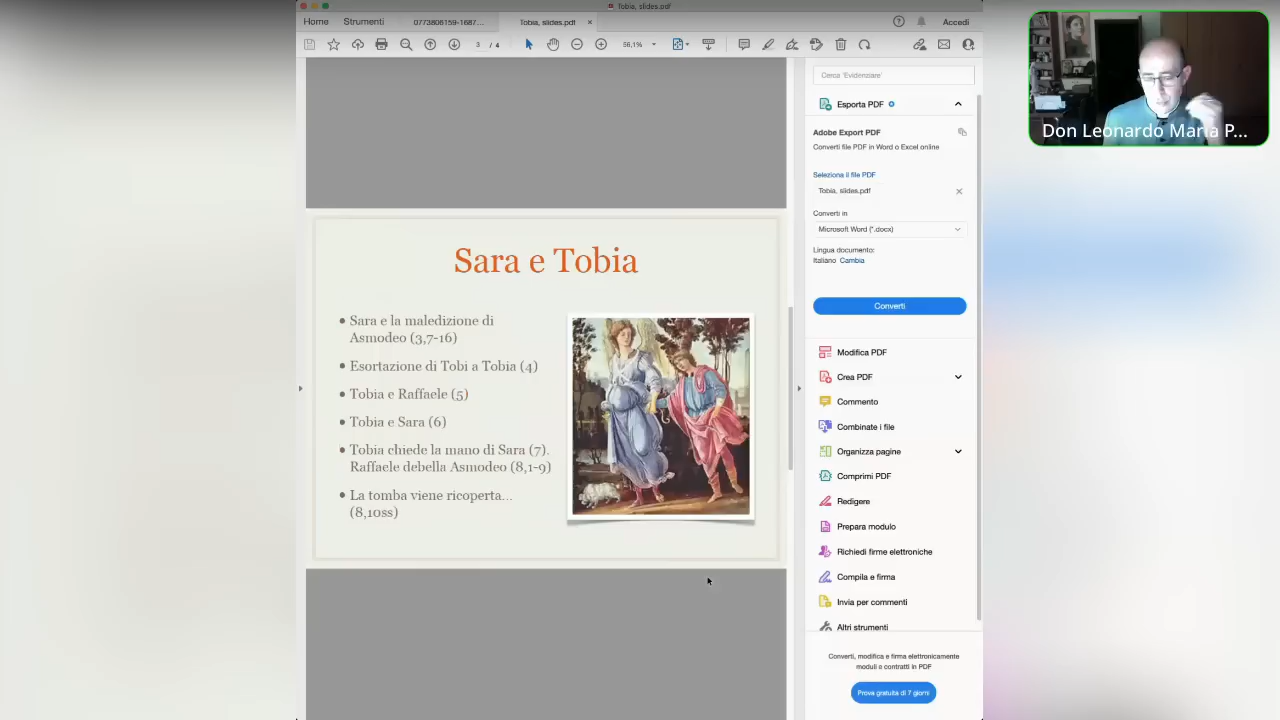 Tobia, slides.pdf
Home
Strumenti
0773806159-1687...
Tobia, slides.pdf
Accedi
3 / 4
56,1%
Cerca 'Evidenziare'
Esporta PDF
Adobe Export PDF
Converti file PDF in Word o Excel online
Seleziona il file PDF
Tobia, slides.pdf
Converti in
Microsoft Word (*.docx)
Lingua documento:
Italiano Cambia
Converti
Modifica PDF
Crea PDF
Commento
Combinate i file
Organizza pagine
Comprimi PDF
Redigere
Prepara modulo
Richiedi firme elettroniche
Compila e firma
Invia per commenti
Altri strumenti
Converti, modifica e firma elettronicamente
moduli e contratti in PDF
Prova gratuita di 7 giorni
Sara e Tobia
• Sara e la maledizione di
Asmodeo (3,7-16)
• Esortazione di Tobi a Tobia (4)
• Tobia e Raffaele (5)
• Tobia e Sara (6)
• Tobia chiede la mano di Sara (7).
Raffaele debella Asmodeo (8,1-9)
• La tomba viene ricoperta...
(8,10ss)
Don Leonardo Maria P...